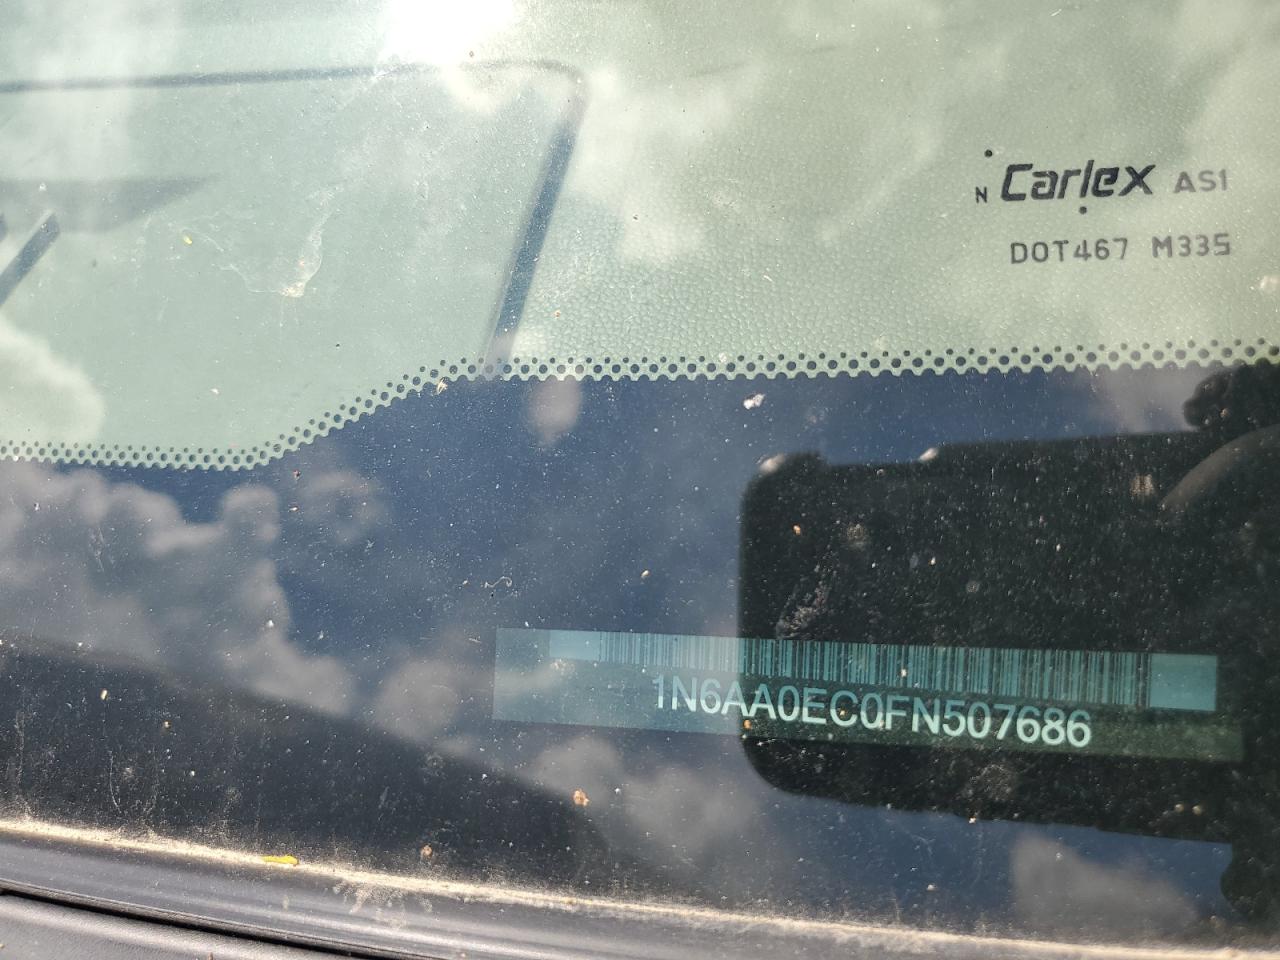 N Carlex AS1
DOT467 M335
1N6AA0EC0FN507686